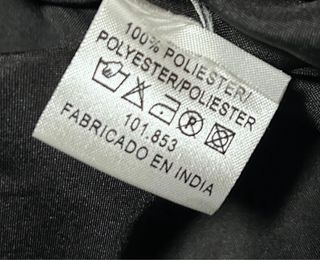 100% POLIESTER/
POLYESTER/POLIESTER
101.853
FABRICADO EN INDIA